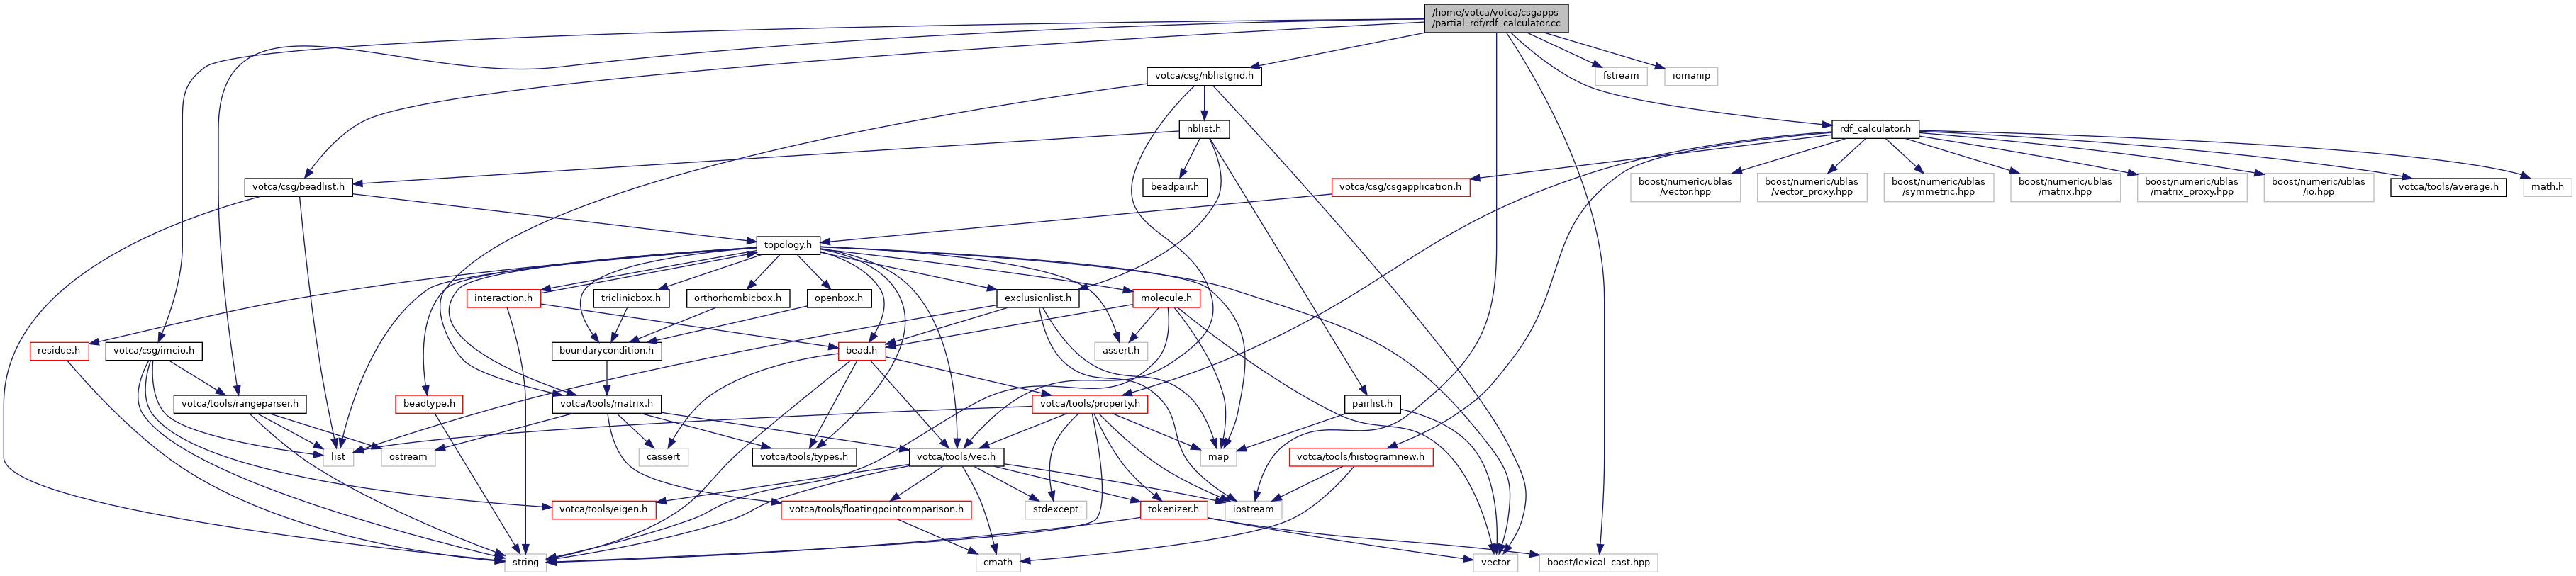 /home/votca/votca/csgapps
/partial_rdf/rdf_calculator.cc
votca/csg/nblistgrid.h
fstream
iomanip
nblist.h
rdf_calculator.h
votca/csg/beadlist.h
beadpair.h
votca/csg/csgapplication.h
boost/numeric/ublas
/vector.hpp
boost/numeric/ublas
/vector_proxy.hpp
boost/numeric/ublas
/symmetric.hpp
boost/numeric/ublas
/matrix.hpp
boost/numeric/ublas
/matrix_proxy.hpp
boost/numeric/ublas
/io.hpp
votca/tools/average.h
math.h
topology.h
interaction.h
triclinicbox.h
orthorhombicbox.h
openbox.h
exclusionlist.h
molecule.h
residue.h
votca/csg/imcio.h
boundarycondition.h
bead.h
assert.h
votca/tools/rangeparser.h
beadtype.h
votca/tools/matrix.h
votca/tools/property.h
pairlist.h
list
ostream
cassert
votca/tools/types.h
votca/tools/vec.h
map
votca/tools/histogramnew.h
votca/tools/eigen.h
votca/tools/floatingpointcomparison.h
stdexcept
tokenizer.h
iostream
string
cmath
vector
boost/lexical_cast.hpp